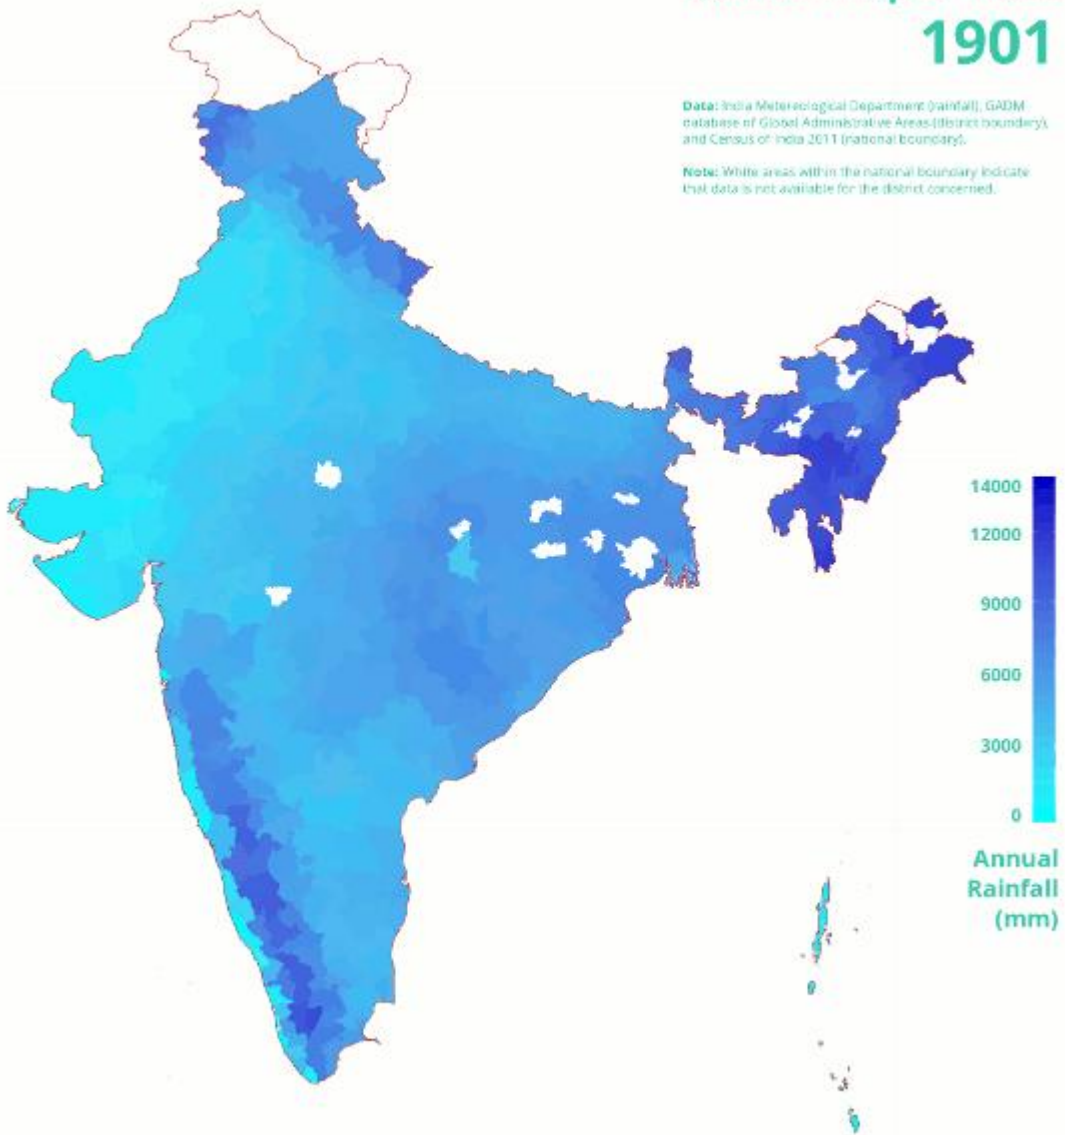 1901
Data: India Metereological Department (rainfall), GADM
database of Global Administrative Areas (district boundary),
and Census of India 2011 (national boundary).
Note: White areas within the national boundary indicate
that data is not available for the district concerned.
14000
12000
9000
6000
3000
0
Annual
Rainfall
(mm)